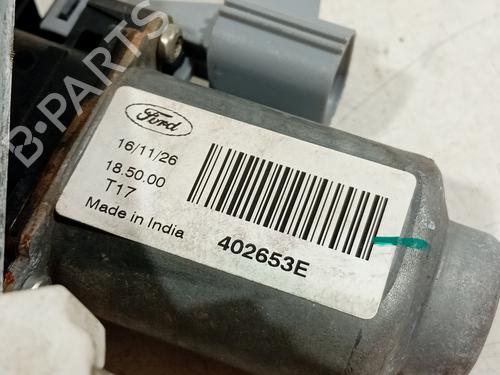 B-PARTS
Ford
16/11/26
18.50.00
T17
Made in India
402653E